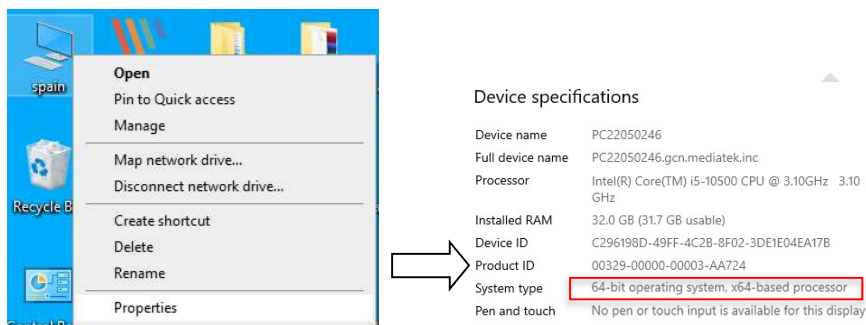 spain
Recycle B
Open
Pin to Quick access
Manage
Map network drive...
Disconnect network drive...
Create shortcut
Delete
Rename
Properties
Device specifications
Device name PC22050246
Full device name PC22050246.gcn.mediatek.inc
Processor Intel(R) Core(TM) i5-10500 CPU @ 3.10GHz 3.10
GHz
Installed RAM 32.0 GB (31.7 GB usable)
Device ID C296198D-49FF-4C2B-8F02-3DE1E04EA17B
Product ID 00329-00000-00003-AA724
System type 64-bit operating system, x64-based processor
Pen and touch No pen or touch input is available for this display